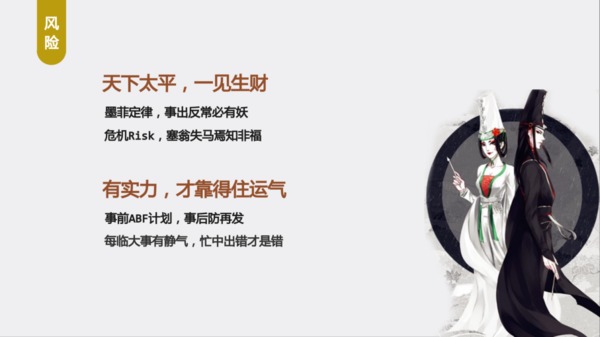 风
险
天下太平，一见生财
墨菲定律，事出反常必有妖
危机Risk，塞翁失马焉知非福
有实力，才靠得住运气
事前ABF计划，事后防再发
每临大事有静气，忙中出错才是错